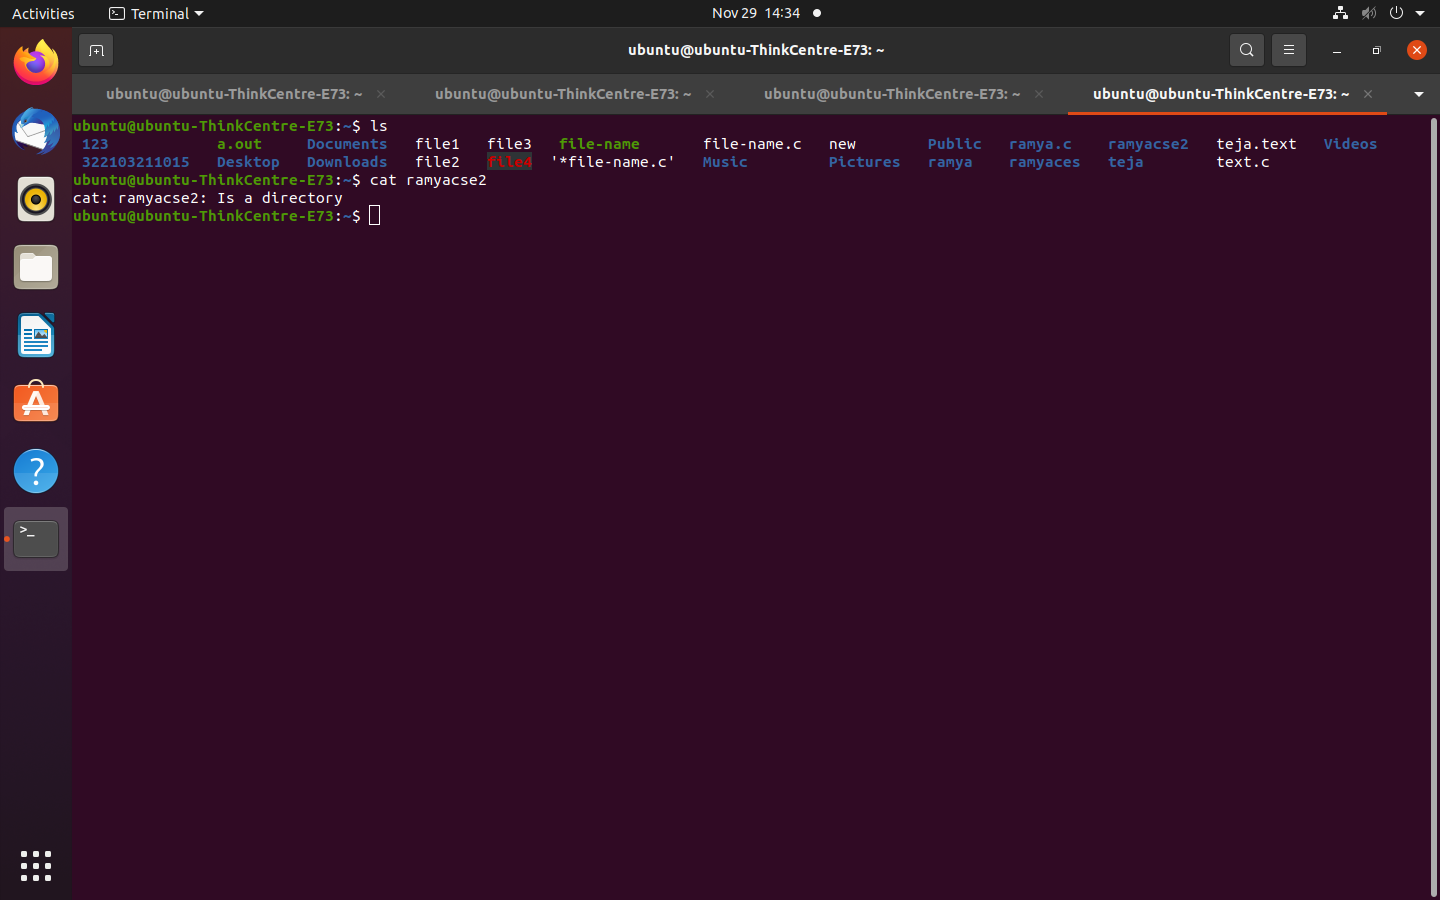 Activities Terminal Nov 29 14:34
ubuntu@ubuntu-ThinkCentre-E73: ~
ubuntu@ubuntu-ThinkCentre-E73: ~ ubuntu@ubuntu-ThinkCentre-E73: ~ ubuntu@ubuntu-ThinkCentre-E73: ~ ubuntu@ubuntu-ThinkCentre-E73: ~
ubuntu@ubuntu-ThinkCentre-E73:~$ ls
123 a.out Documents file1 file3 file-name file-name.c new Public ramya.c ramyacse2 teja.text Videos
322103211015 Desktop Downloads file2 file4 '*file-name.c' Music Pictures ramya ramyaces teja text.c
ubuntu@ubuntu-ThinkCentre-E73:~$ cat ramyacse2
cat: ramyacse2: Is a directory
ubuntu@ubuntu-ThinkCentre-E73:~$